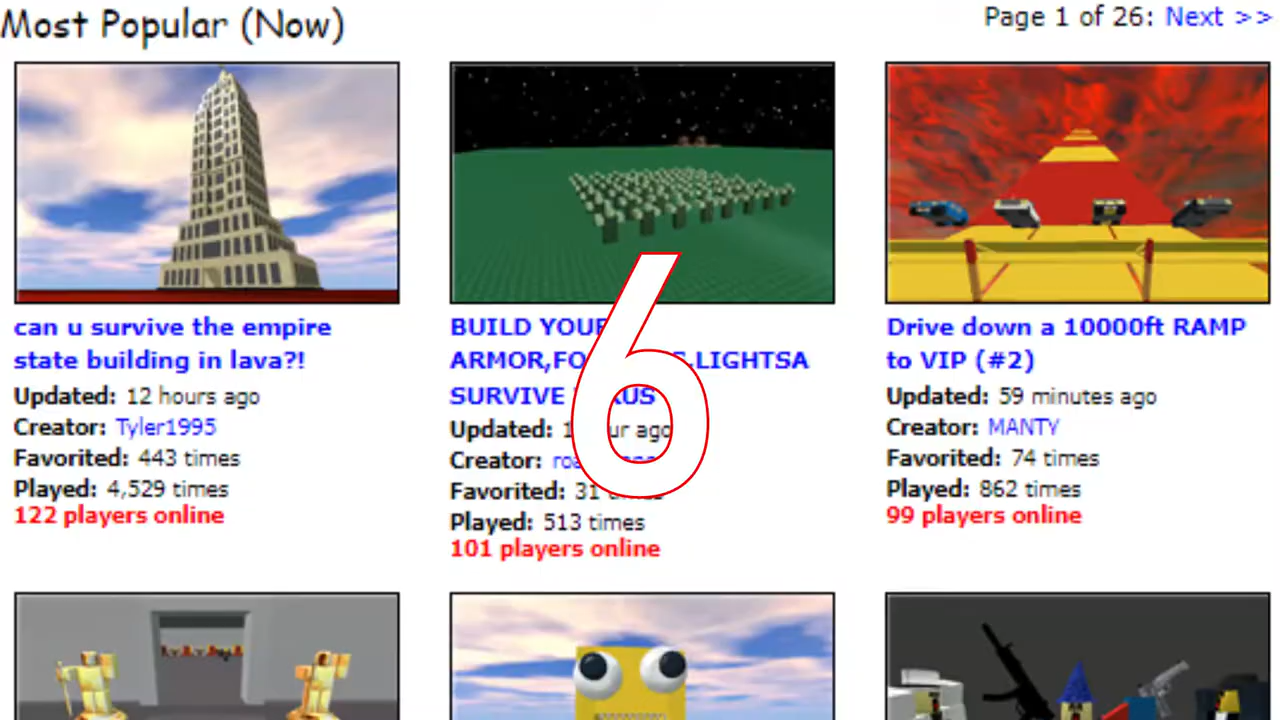 Most Popular (Now)
Page 1 of 26: Next >>
can u survive the empire
state building in lava?!
Updated: 12 hours ago
Creator: Tyler1995
Favorited: 443 times
Played: 4,529 times
122 players online
BUILD YOUR
LIGHTSA
SURVIVE
Updated: ago
Creator:
Favorited: 31
Played: 513 times
101 players online
Drive down a 10000ft RAMP
to VIP (#2)
Updated: 59 minutes ago
Creator: MANTY
Favorited: 74 times
Played: 862 times
99 players online
6